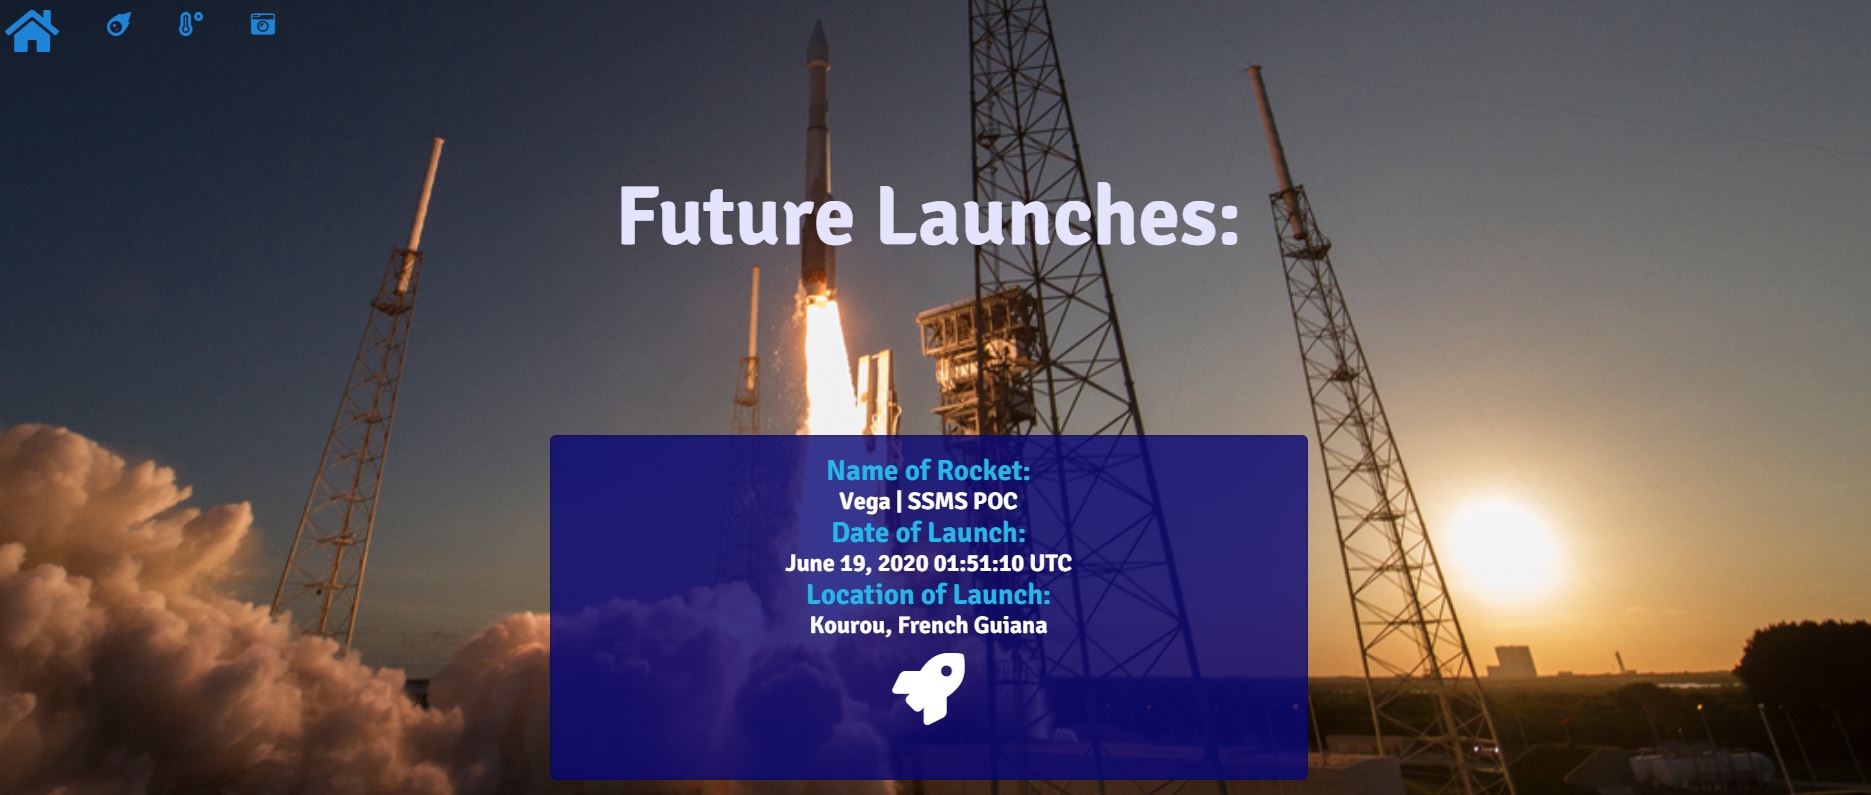 Future Launches:
Name of Rocket:
Vega | SSMS POC
Date of Launch:
June 19, 2020 01:51:10 UTC
Location of Launch:
Kourou, French Guiana